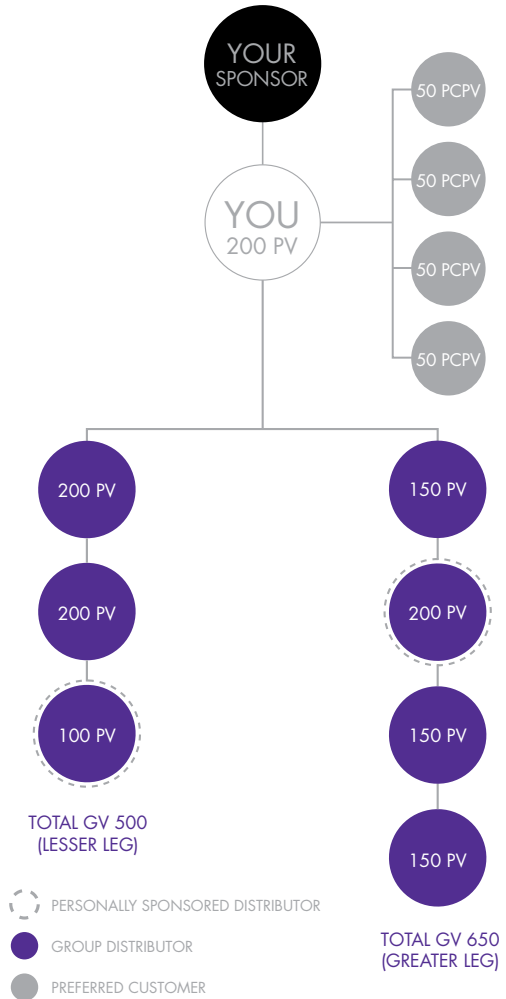 YOUR
SPONSOR
50 PCPV
50 PCPV
YOU
200 PV
50 PCPV
50 PCPV
200 PV
150 PV
200 PV
200 PV
100 PV
150 PV
TOTAL GV 500
(LESSER LEG)
150 PV
PERSONALLY SPONSORED DISTRIBUTOR
GROUP DISTRIBUTOR
PREFERRED CUSTOMER
TOTAL GV 650
(GREATER LEG)